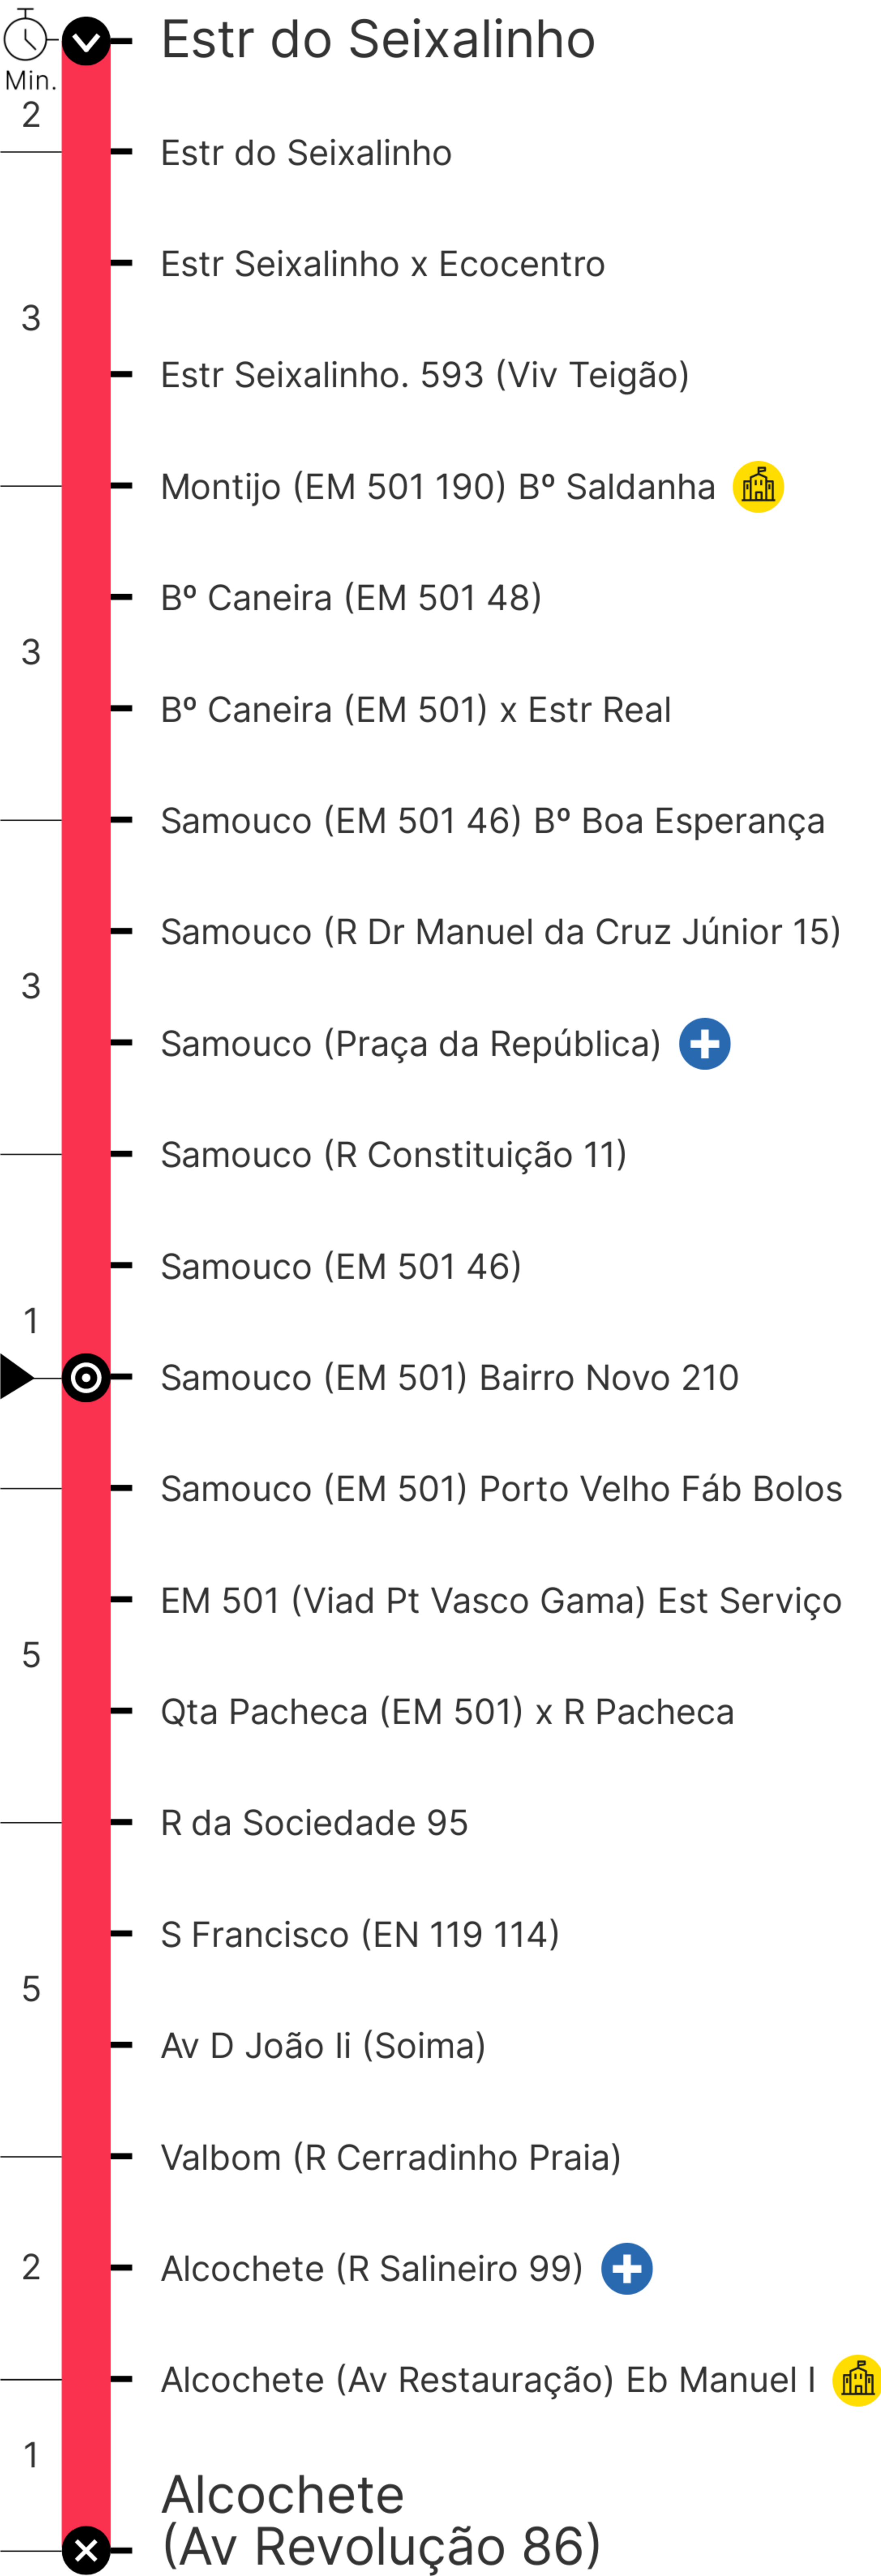 Estr do Seixalinho
Min.
2
Estr do Seixalinho
Estr Seixalinho x Ecocentro
3
Estr Seixalinho. 593 (Viv Teigão)
Montijo (EM 501 190) Bº Saldanha
Bº Caneira (EM 501 48)
3
Bº Caneira (EM 501) x Estr Real
Samouco (EM 501 46) Bº Boa Esperança
Samouco (R Dr Manuel da Cruz Júnior 15)
3
Samouco (Praça da República)
Samouco (R Constituição 11)
Samouco (EM 501 46)
1
Samouco (EM 501) Bairro Novo 210
Samouco (EM 501) Porto Velho Fáb Bolos
EM 501 (Viad Pt Vasco Gama) Est Serviço
5
Qta Pacheca (EM 501) x R Pacheca
R da Sociedade 95
S Francisco (EN 119 114)
5
Av D João Ii (Soima)
Valbom (R Cerradinho Praia)
2
Alcochete (R Salineiro 99)
Alcochete (Av Restauração) Eb Manuel I
1
Alcochete
(Av Revolução 86)